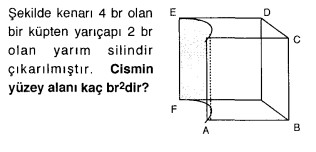 Şekilde kenarı 4 br olan
bir küpten yarıçapı 2 br
olan yarım silindir
çıkarılmıştır. Cismin
yüzey alanı kaç br²dir?
E
D
C
F
A
B